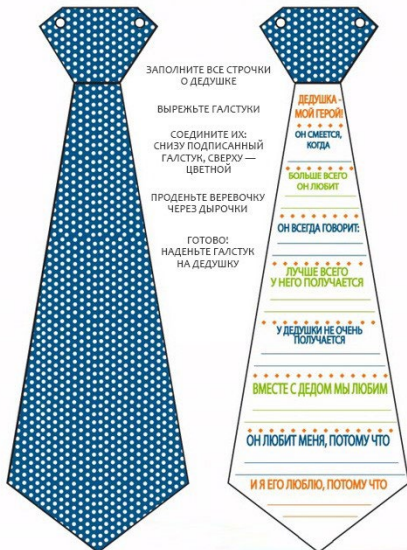 ЗАПОЛНИТЕ ВСЕ СТРОЧКИ
О ДЕДУШКЕ
ВЫРЕЖЬТЕ ГАЛСТУКИ
СОЕДИНИТЕ ИХ:
СНИЗУ ПОДПИСАННЫЙ
ГАЛСТУК, СВЕРХУ —
ЦВЕТНОЙ
ПРОДЕНЬТЕ ВЕРЕВОЧКУ
ЧЕРЕЗ ДЫРОЧКИ
ГОТОВО:
НАДЕНЬТЕ ГАЛСТУК
НА ДЕДУШКУ
ДЕДУШКА -
МОЙ ГЕРОЙ!
ОН СМЕЕТСЯ,
КОГДА
БОЛЬШЕ ВСЕГО
ОН ЛЮБИТ
ОН ВСЕГДА ГОВОРИТ:
ЛУЧШЕ ВСЕГО
У НЕГО ПОЛУЧАЕТСЯ
У ДЕДУШКИ НЕ ОЧЕНЬ
ПОЛУЧАЕТСЯ
ВМЕСТЕ С ДЕДОМ МЫ ЛЮБИМ
ОН ЛЮБИТ МЕНЯ, ПОТОМУ ЧТО
И Я ЕГО ЛЮБЛЮ, ПОТОМУ ЧТО